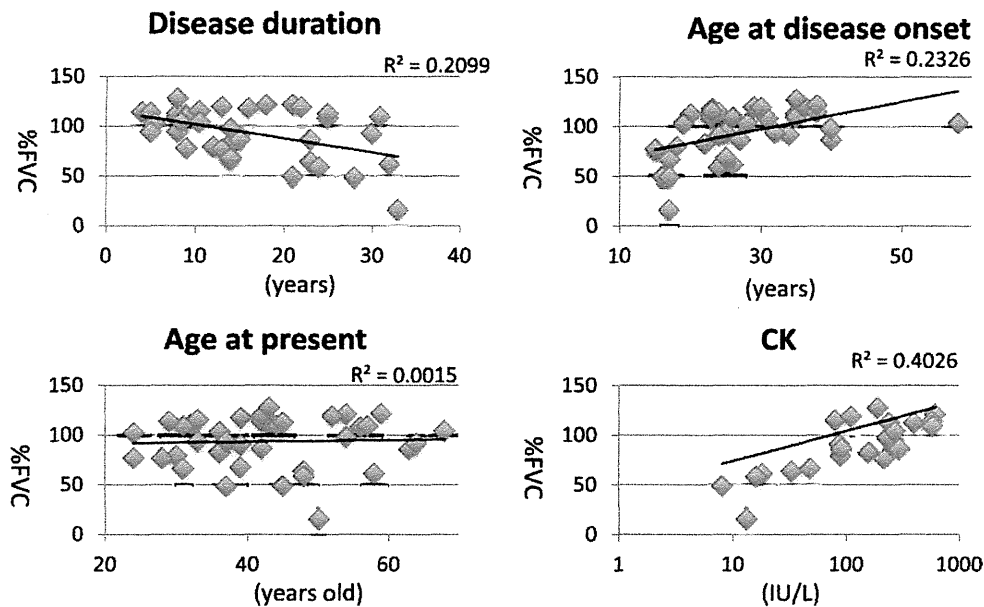 Disease duration
R² = 0.2099
150
100
50
0
%FVC
0 10 20 30 40
(years)
Age at disease onset
R² = 0.2326
150
100
50
0
%FVC
10 30 50
(years)
Age at present
R² = 0.0015
150
100
50
0
%FVC
20 40 60
(years old)
CK
R² = 0.4026
150
100
50
0
%FVC
1 10 100 1000
(IU/L)